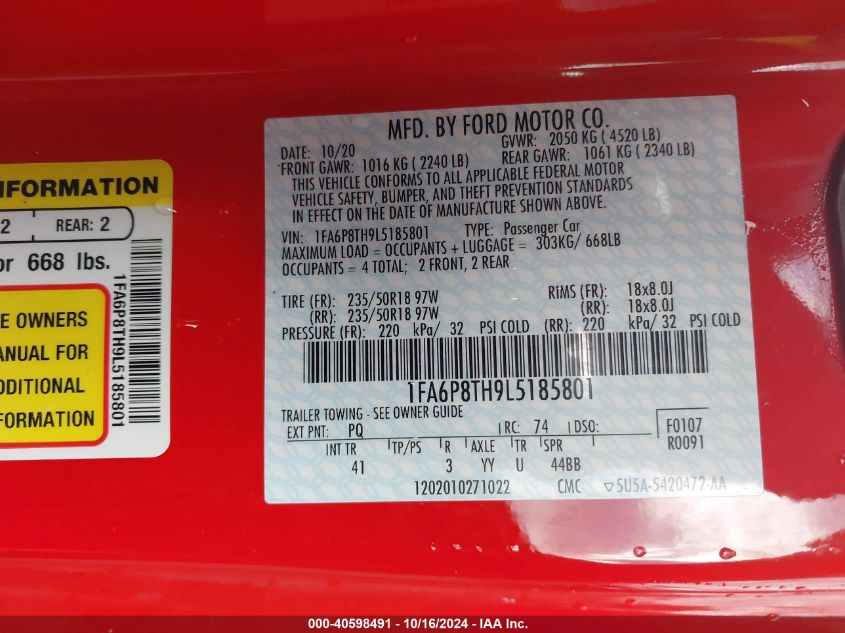 INFORMATION
2 REAR: 2
or 668 lbs.
E OWNERS
MANUAL FOR
DDITIONAL
FORMATION
1FA6P8TH9L5185801
MFD. BY FORD MOTOR CO.
DATE: 10/20 GVWR: 2050 KG ( 4520 LB)
FRONT GAWR: 1016 KG ( 2240 LB) REAR GAWR: 1061 KG ( 2340 LB)
THIS VEHICLE CONFORMS TO ALL APPLICABLE FEDERAL MOTOR
VEHICLE SAFETY, BUMPER, AND THEFT PREVENTION STANDARDS
IN EFFECT ON THE DATE OF MANUFACTURE SHOWN ABOVE.
VIN: 1FA6P8TH9L5185801 TYPE: Passenger Car
MAXIMUM LOAD = OCCUPANTS + LUGGAGE = 303KG/ 668LB
OCCUPANTS = 4 TOTAL; 2 FRONT, 2 REAR
TIRE (FR): 235/50R18 97W RIMS (FR): 18x8.0J
(RR): 235/50R18 97W (RR): 18x8.0J
PRESSURE (FR): 220 kPa/ 32 PSI COLD (RR): 220 kPa/ 32 PSI COLD
1FA6P8TH9L5185801
TRAILER TOWING - SEE OWNER GUIDE
EXT PNT: PQ RC: 74 DSO: F0107
R0091
INT TR TP/PS R AXLE TR SPR
41 3 YY U 44BB
1202010271022 CMC ▽5U5A-5420472-AA
000-40598491 - 10/16/2024 - IAA Inc.